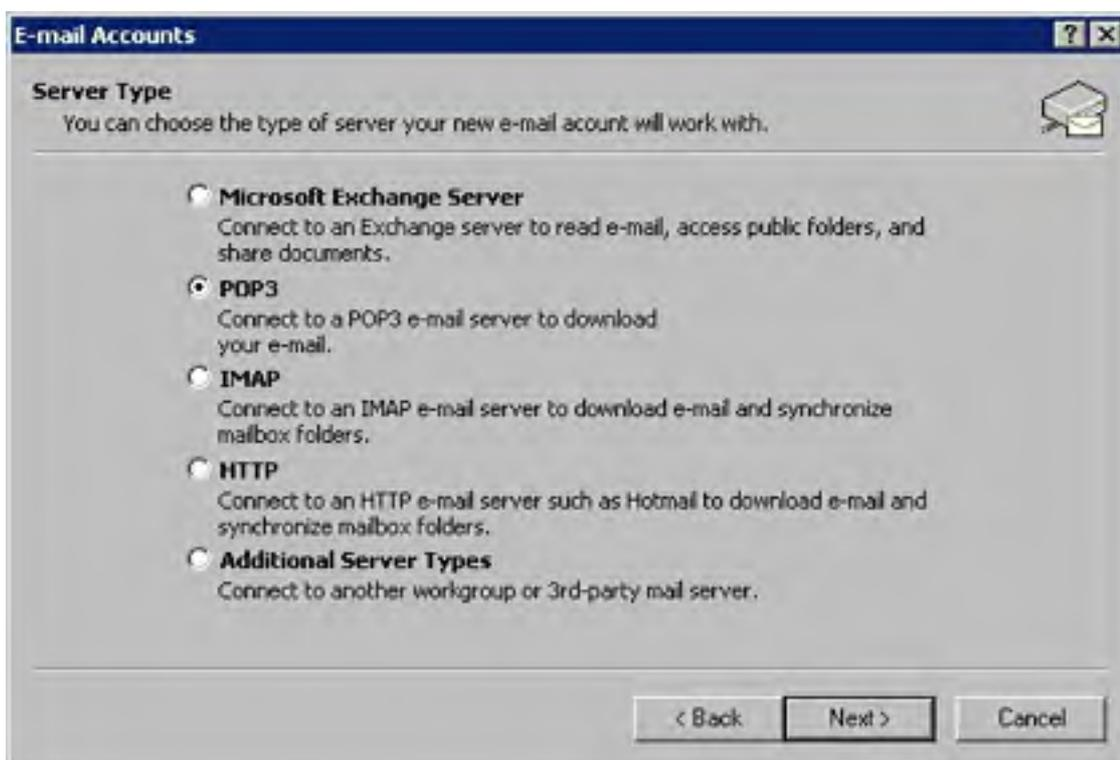 E-mail Accounts
Server Type
You can choose the type of server your new e-mail acount will work with.
Microsoft Exchange Server
Connect to an Exchange server to read e-mail, access public folders, and
share documents.
POP3
Connect to a POP3 e-mail server to download
your e-mail.
IMAP
Connect to an IMAP e-mail server to download e-mail and synchronize
mailbox folders.
HTTP
Connect to an HTTP e-mail server such as Hotmail to download e-mail and
synchronize mailbox folders.
Additional Server Types
Connect to another workgroup or 3rd-party mail server.
< Back Next > Cancel